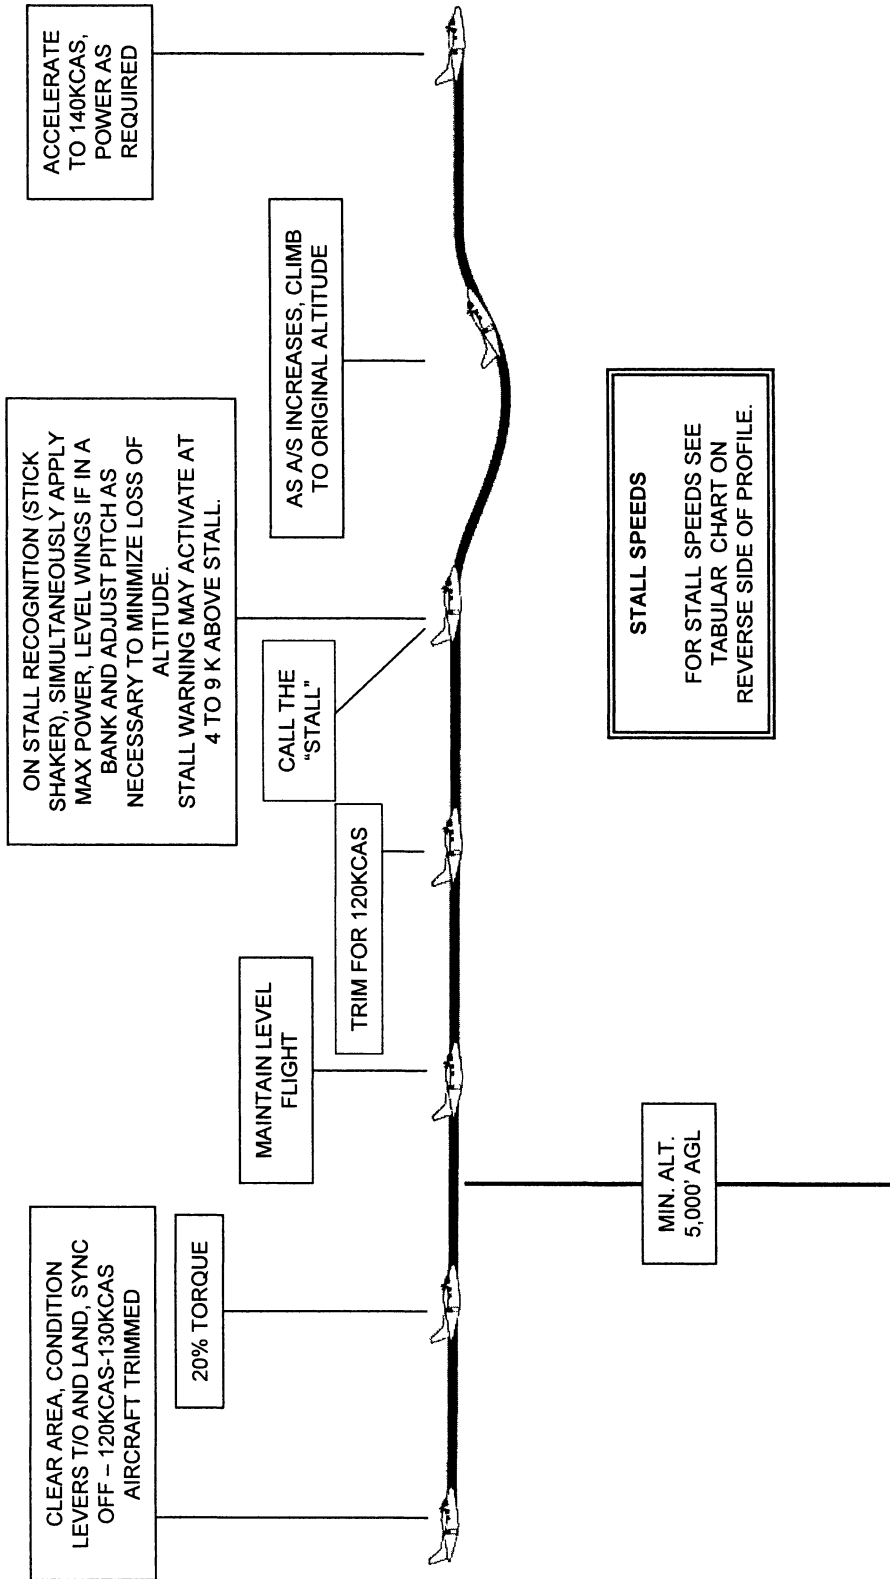 CLEAR AREA, CONDITION
LEVERS T/O AND LAND, SYNC
OFF – 120KCAS-130KCAS
AIRCRAFT TRIMMED
20% TORQUE
MAINTAIN LEVEL
FLIGHT
TRIM FOR 120KCAS
CALL THE
"STALL"
ON STALL RECOGNITION (STICK
SHAKER), SIMULTANEOUSLY APPLY
MAX POWER, LEVEL WINGS IF IN A
BANK AND ADJUST PITCH AS
NECESSARY TO MINIMIZE LOSS OF
ALTITUDE.
STALL WARNING MAY ACTIVATE AT
4 TO 9 K ABOVE STALL.
AS A/S INCREASES, CLIMB
TO ORIGINAL ALTITUDE
ACCELERATE
TO 140KCAS,
POWER AS
REQUIRED
MIN. ALT.
5,000' AGL
STALL SPEEDS
FOR STALL SPEEDS SEE
TABULAR CHART ON
REVERSE SIDE OF PROFILE.